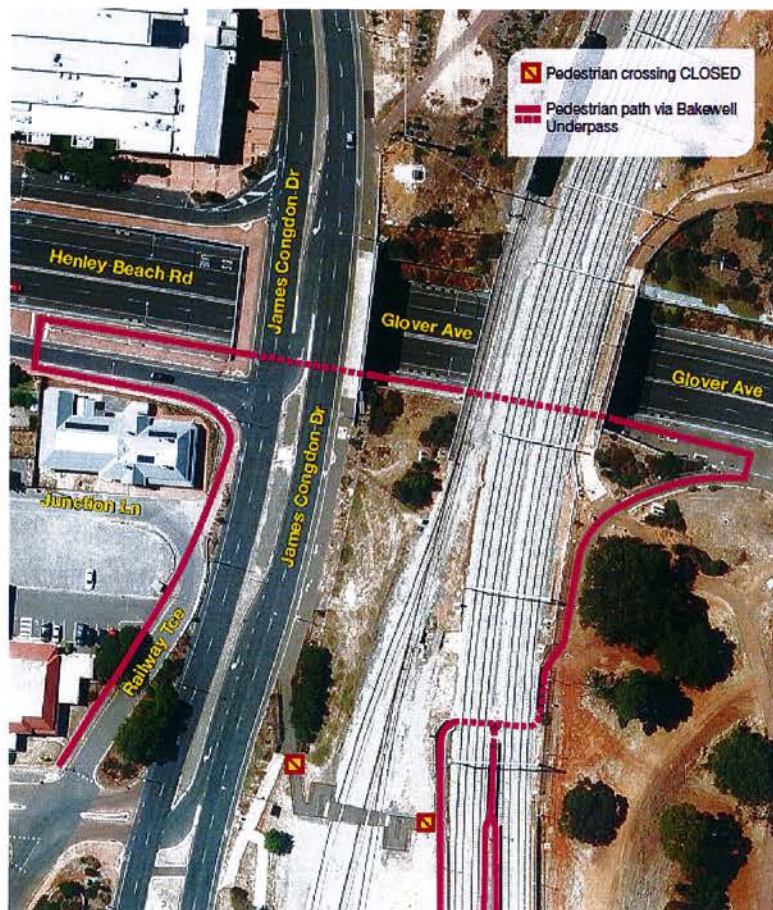 Pedestrian crossing CLOSED
Pedestrian path via Bakewell
Underpass
James Congdon Dr
Henley Beach Rd
Glover Ave
Glover Ave
James Congdon Dr
Junction Ln
Railway Tce